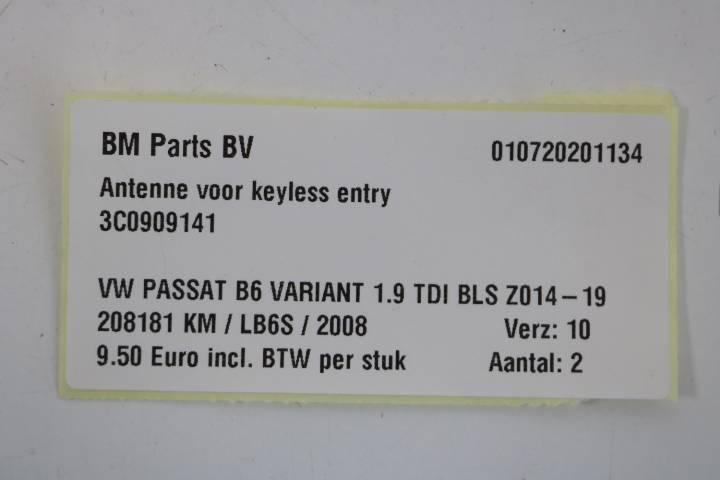 BM Parts BV 010720201134
Antenne voor keyless entry
3C0909141
VW PASSAT B6 VARIANT 1.9 TDI BLS Z014-19
208181 KM / LB6S / 2008 Verz: 10
9.50 Euro incl. BTW per stuk Aantal: 2